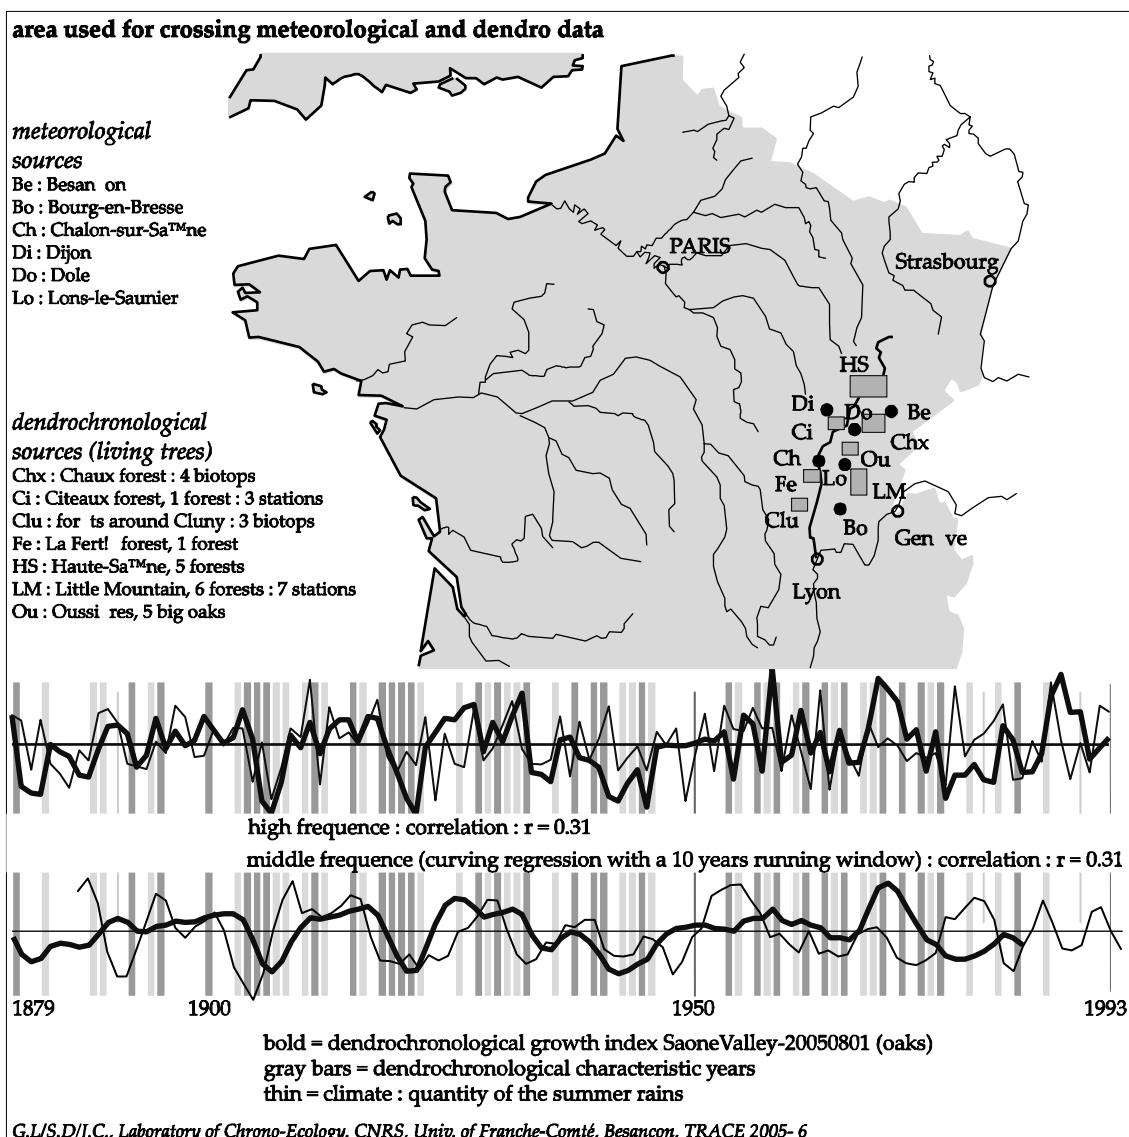 area used for crossing meteorological and dendro data
meteorological
sources
Be : Besan on
Bo : Bourg-en-Bresse
Ch : Chalon-sur-Sa™ne
Di : Dijon
Do : Dole
Lo : Lons-le-Saunier
dendrochronological
sources (living trees)
Chx : Chaux forest : 4 biotops
Ci : Citeaux forest, 1 forest : 3 stations
Clu : for ts around Cluny : 3 biotops
Fe : La Fert! forest, 1 forest
HS : Haute-Sa™ne, 5 forests
LM : Little Mountain, 6 forests : 7 stations
Ou : Oussi res, 5 big oaks
PARIS
Strasbourg
HS
Di
Do
Be
Ci
Chx
Ch
Ou
Lo
Fe
LM
Clu
Bo
Gen ve
Lyon
high frequence : correlation : r = 0.31
middle frequence (curving regression with a 10 years running window) : correlation : r = 0.31
1879
1900
1950
1993
bold = dendrochronological growth index SaoneValley-20050801 (oaks)
gray bars = dendrochronological characteristic years
thin = climate : quantity of the summer rains
G.L/S.D/J.C., Laboratory of Chrono-Ecology, CNRS, Univ. of Franche-Comté, Besançon, TRACE 2005- 6